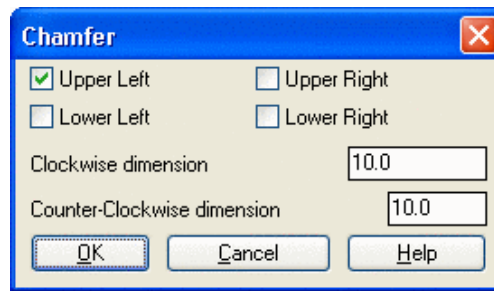 Chamfer
Upper Left Upper Right
Lower Left Lower Right
Clockwise dimension 10.0
Counter-Clockwise dimension 10.0
OK Cancel Help